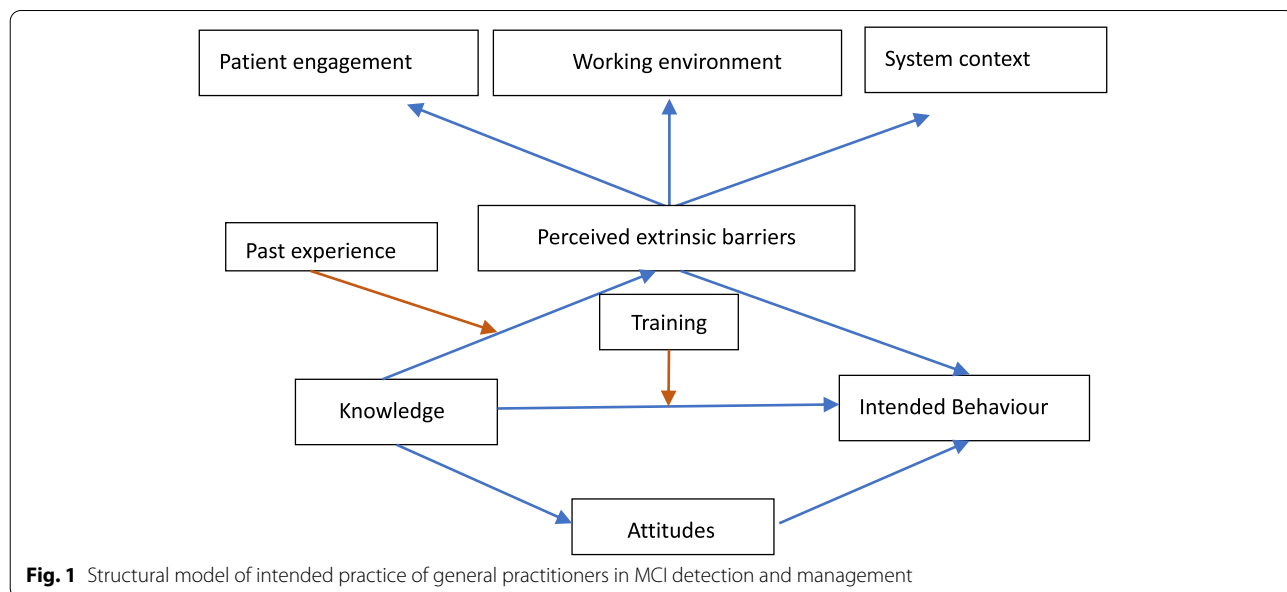 Patient engagement
Working environment
System context
Perceived extrinsic barriers
Past experience
Training
Knowledge
Intended Behaviour
Attitudes
Fig. 1 Structural model of intended practice of general practitioners in MCI detection and management